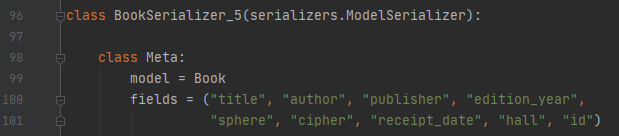 96 class BookSerializer_5(serializers.ModelSerializer):
97
98 class Meta:
99 model = Book
100 fields = ("title", "author", "publisher", "edition_year",
101 "sphere", "cipher", "receipt_date", "hall", "id")